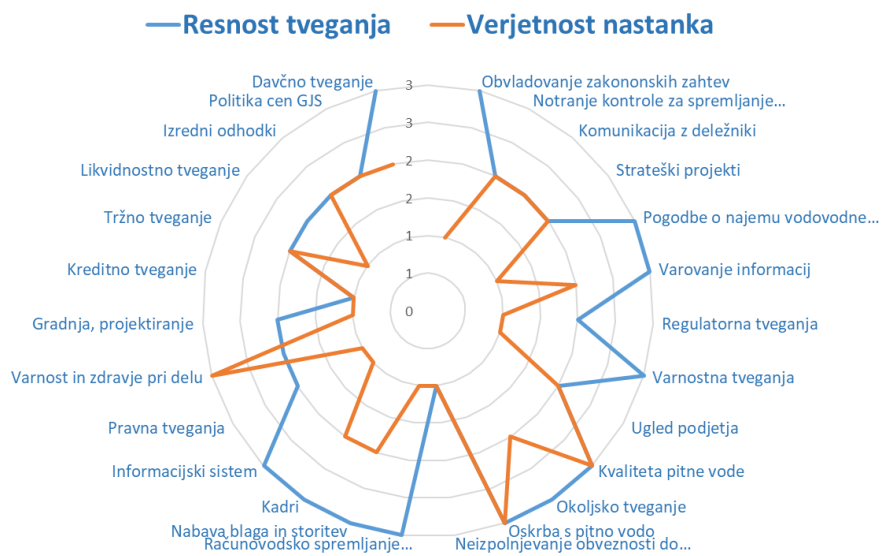 Resnost tveganja
Verjetnost nastanka
Davčno tveganje
3
Obvladovanje zakononskih zahtev
Politika cen GJS
Notranje kontrole za spremljanje...
Izredni odhodki
3
Komunikacija z deležniki
Likvidnostno tveganje
2
Strateški projekti
Tržno tveganje
2
Pogodbe o najemu vodovodne...
Kreditno tveganje
1
Varovanje informacij
1
Gradnja, projektiranje
0
Regulatorna tveganja
Varnost in zdravje pri delu
Varnostna tveganja
Pravna tveganja
Ugled podjetja
Informacijski sistem
Kvaliteta pitne vode
Kadri
Okoljsko tveganje
Nabava blaga in storitev
Oskrba s pitno vodo
Računovodsko spremljanje...
Neizpolnjevanje obveznosti do...